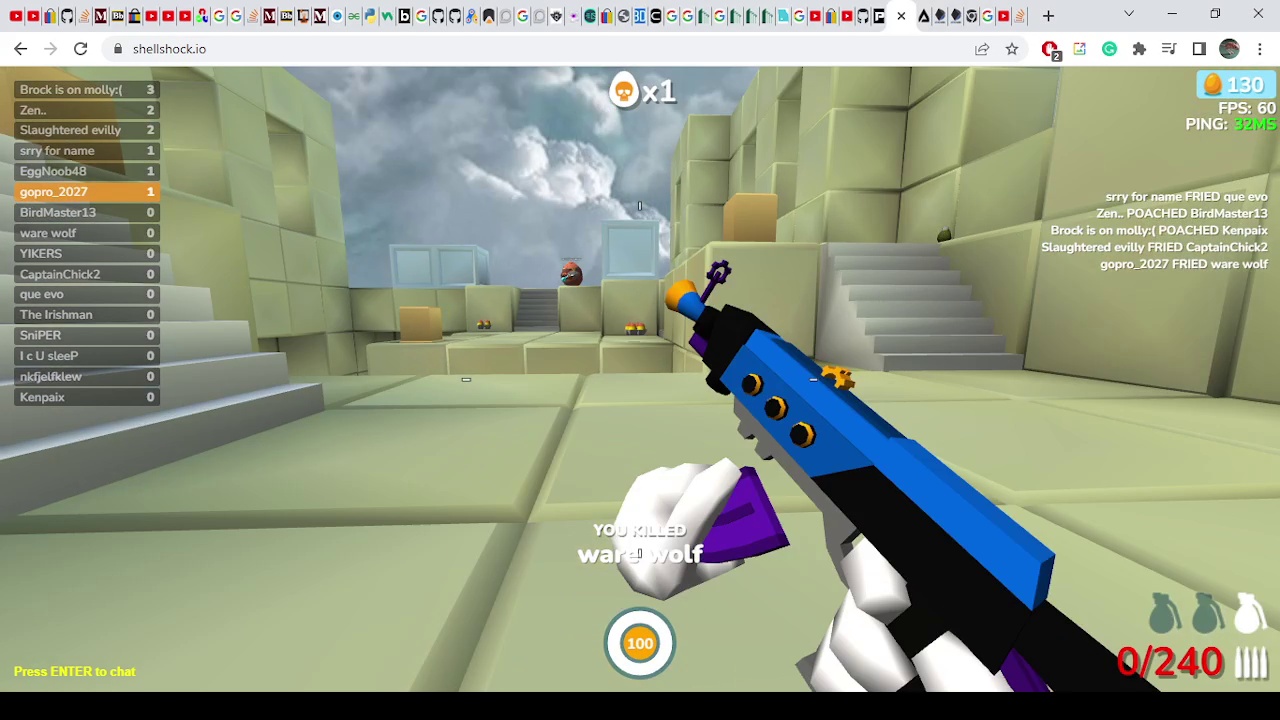 shellshock.io
2
Brock is on molly:( 3
Zen.. 2
Slaughtered evilly 2
srry for name 1
EggNoob48 1
gopro_2027 1
BirdMaster13 0
ware wolf 0
YIKERS 0
CaptainChick2 0
que evo 0
The Irishman 0
SniPER 0
I c U sleeP 0
nkfjelfklew 0
Kenpaix 0
x1
130
FPS: 60
PING: 32MS
srry for name FRIED que evo
Zen.. POACHED BirdMaster13
Brock is on molly:( POACHED Kenpaix
Slaughtered evilly FRIED CaptainChick2
gopro_2027 FRIED ware wolf
YOU KILLED
ware wolf
100
0/240
Press ENTER to chat